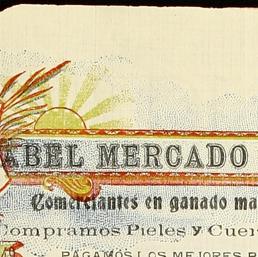 ABEL MERCADO
Comerciantes en ganado ma
Compramos Pieles y Cuer
PAGAMOS LOS MEJORES P